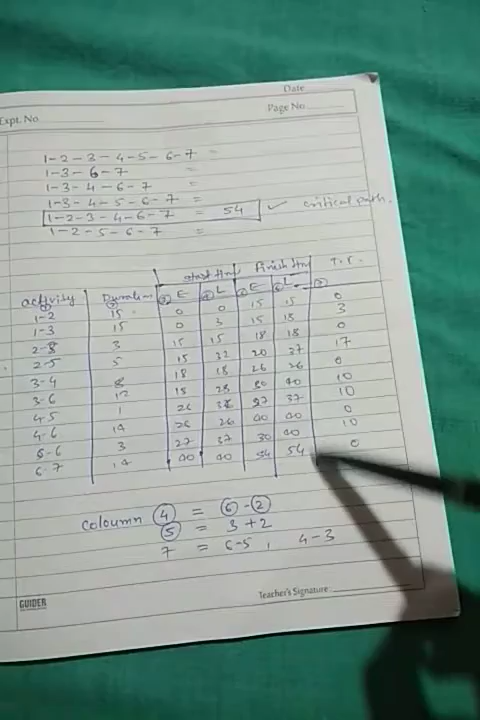 Date
Expt. No.
Page No.
1-2-3-4-5-6-7 =
1-3-6-7 =
1-3-4-6-7 =
1-3-4-5-6-7 =
1-2-3-4-6-7 = 54 ✓ critical path.
1-2-5-6-7 =
Start Finish T.F.
activity Duration E L E L
① ② ③ ④ ⑤ ⑥ ⑦
1-2 15 0 0 15 15 0
1-3 15 0 3 15 18 3
2-3 3 15 15 18 18 0
2-5 5 15 32 20 37 17
3-4 8 18 18 26 26 0
3-6 12 18 28 30 40 10
4-5 1 26 36 27 37 10
4-6 14 26 26 40 40 0
5-6 3 27 37 30 40 10
6-7 14 40 40 54 54 0
coloumn ④ = ⑥-②
⑤ = 3+2
7 = 6-5, 4-3
GUIDER
Teacher's Signature